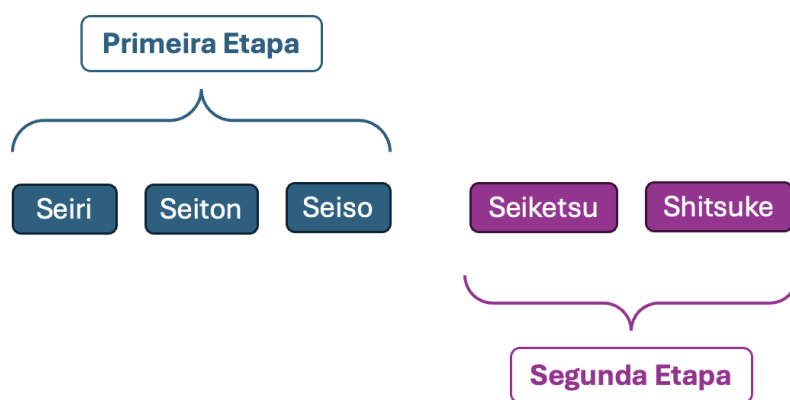 Primeira Etapa
Seiri
Seiton
Seiso
Seiketsu
Shitsuke
Segunda Etapa